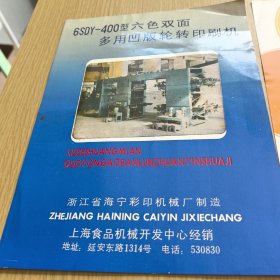 6SDY-400型六色双面
多用凹版轮转印刷机
浙江省海宁彩印机械厂制造
ZHEJIANG HAINING CAIYIN JIXIECHANG
上海食品机械开发中心经销
地址：延安东路1314号 电话：530830